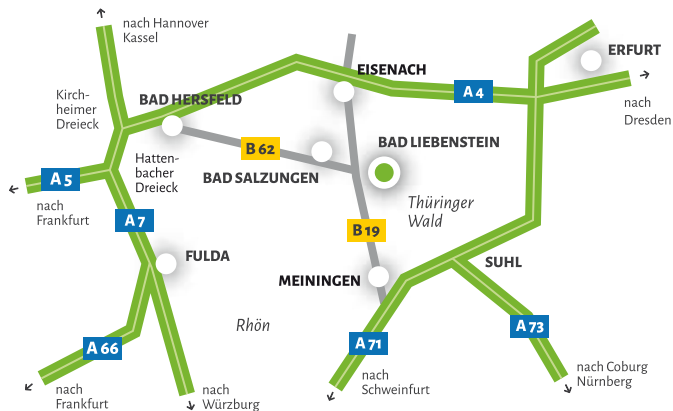 nach Hannover
Kassel
ERFURT
EISENACH
A 4
Kirch-
heimer
Dreieck
BAD HERSFELD
nach
Dresden
B 62
BAD LIEBENSTEIN
Hatten-
bacher
Dreieck
A 5
BAD SALZUNGEN
nach
Frankfurt
A 7
Thüringer
Wald
B 19
FULDA
SUHL
MEININGEN
Rhön
A 73
A 66
A 71
nach
Frankfurt
nach
Würzburg
nach
Schweinfurt
nach Coburg
Nürnberg